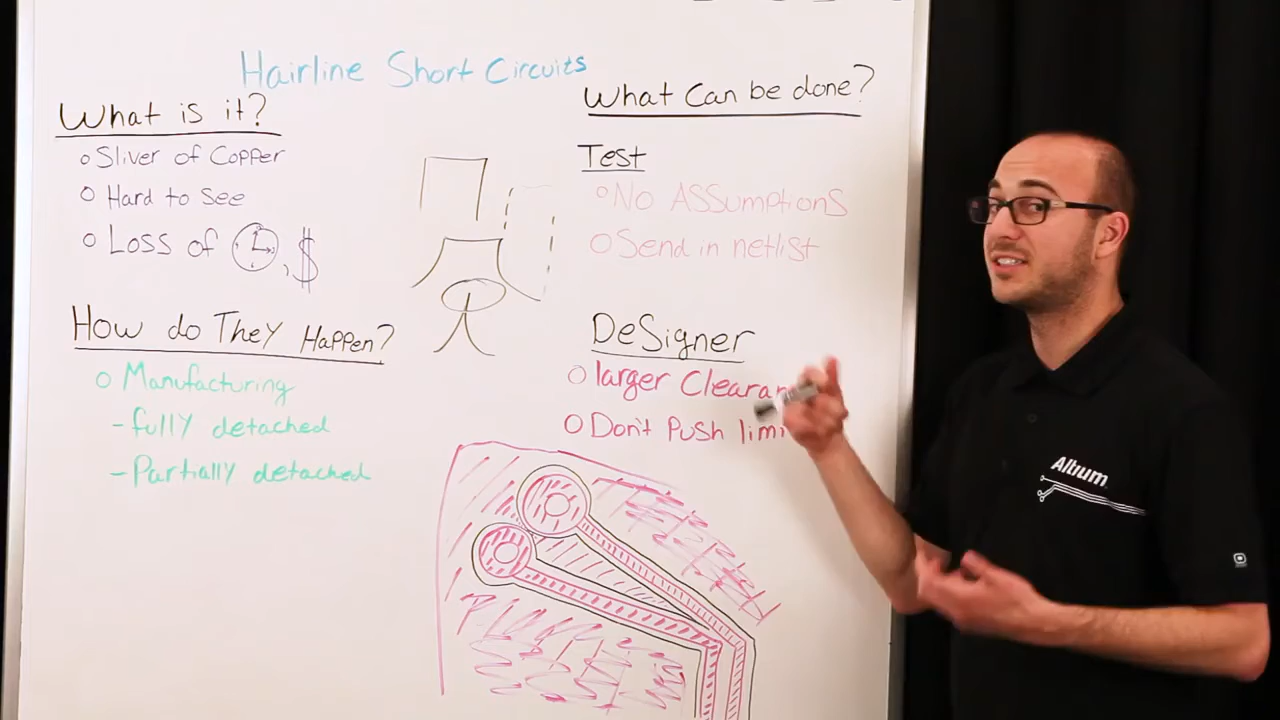 Hairline Short Circuits
What is it?
Sliver of Copper
Hard to see
Loss of , $
How do They Happen?
Manufacturing
- fully detached
- Partially detached
What Can be done?
Test
No Assumptions
Send in netlist
Designer
larger Clearan
Don't Push limi
Altium